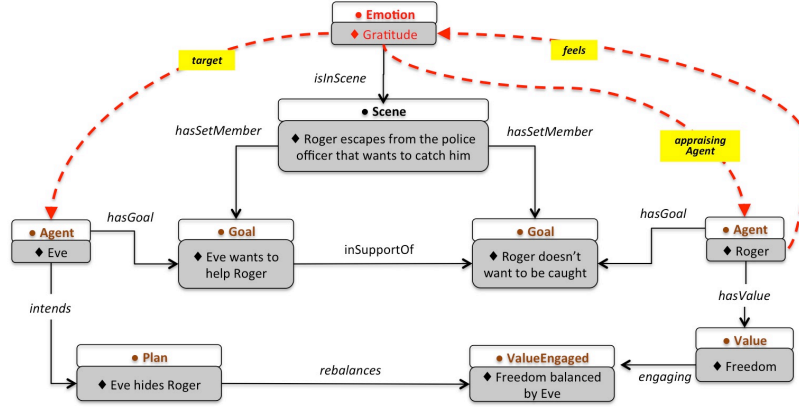 • Emotion
♦ Gratitude
target
feels
isInScene
• Scene
hasSetMember
hasSetMember
♦ Roger escapes from the police
officer that wants to catch him
appraising
Agent
hasGoal
hasGoal
• Agent
♦ Eve
• Goal
♦ Eve wants to
help Roger
inSupportOf
• Goal
♦ Roger doesn't
want to be caught
• Agent
♦ Roger
intends
hasValue
• Plan
♦ Eve hides Roger
rebalances
• ValueEngaged
♦ Freedom balanced
by Eve
engaging
• Value
♦ Freedom